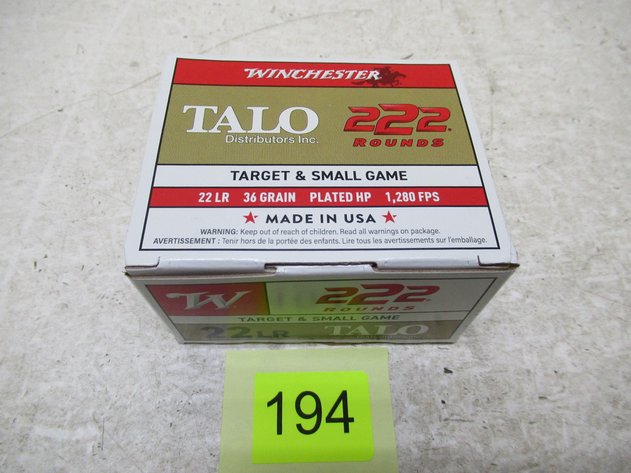 WINCHESTER
TALO 222
Distributors Inc. ROUNDS
TARGET & SMALL GAME
22 LR 36 GRAIN PLATED HP 1,280 FPS
★ MADE IN USA ★
WARNING: Keep out of reach of children. Read all warnings on package.
AVERTISSEMENT : Tenir hors de la portée des enfants. Lire tous les avertissements sur l'emballage.
W 222
ROUNDS
TARGET & SMALL GAME
22 LR TALO
194